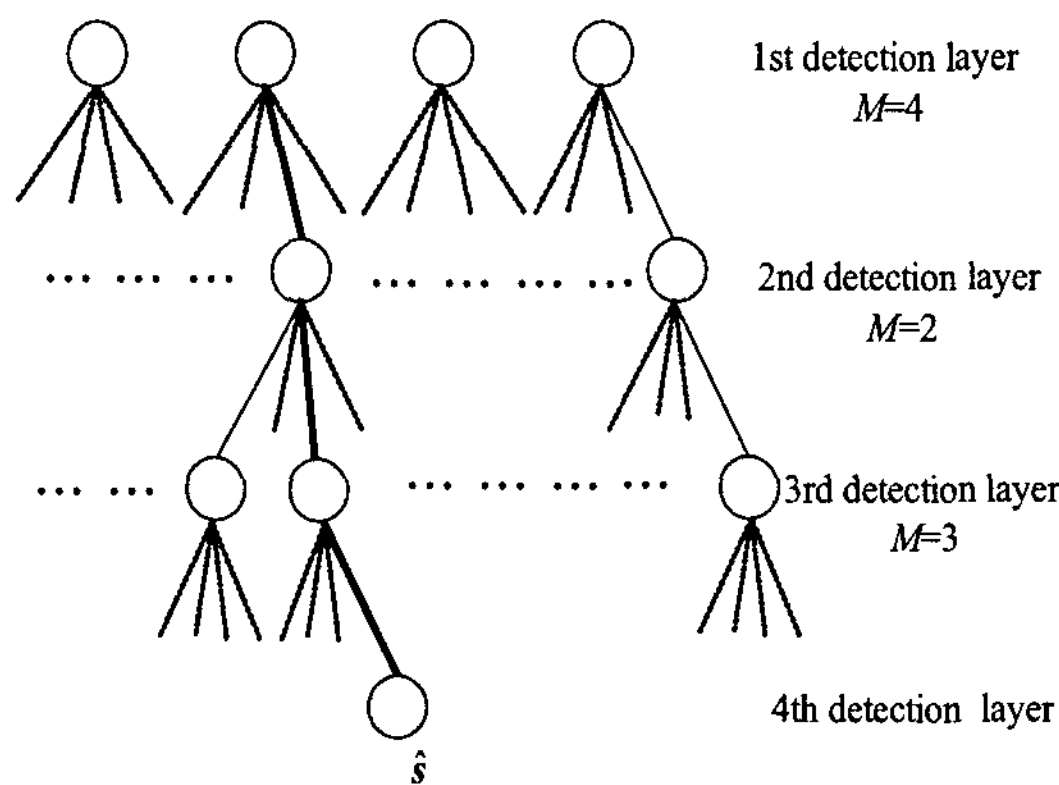 1st detection layer
M=4
… … … … … … …
2nd detection layer
M=2
… … … … … …
3rd detection layer
M=3
4th detection layer
ŝ